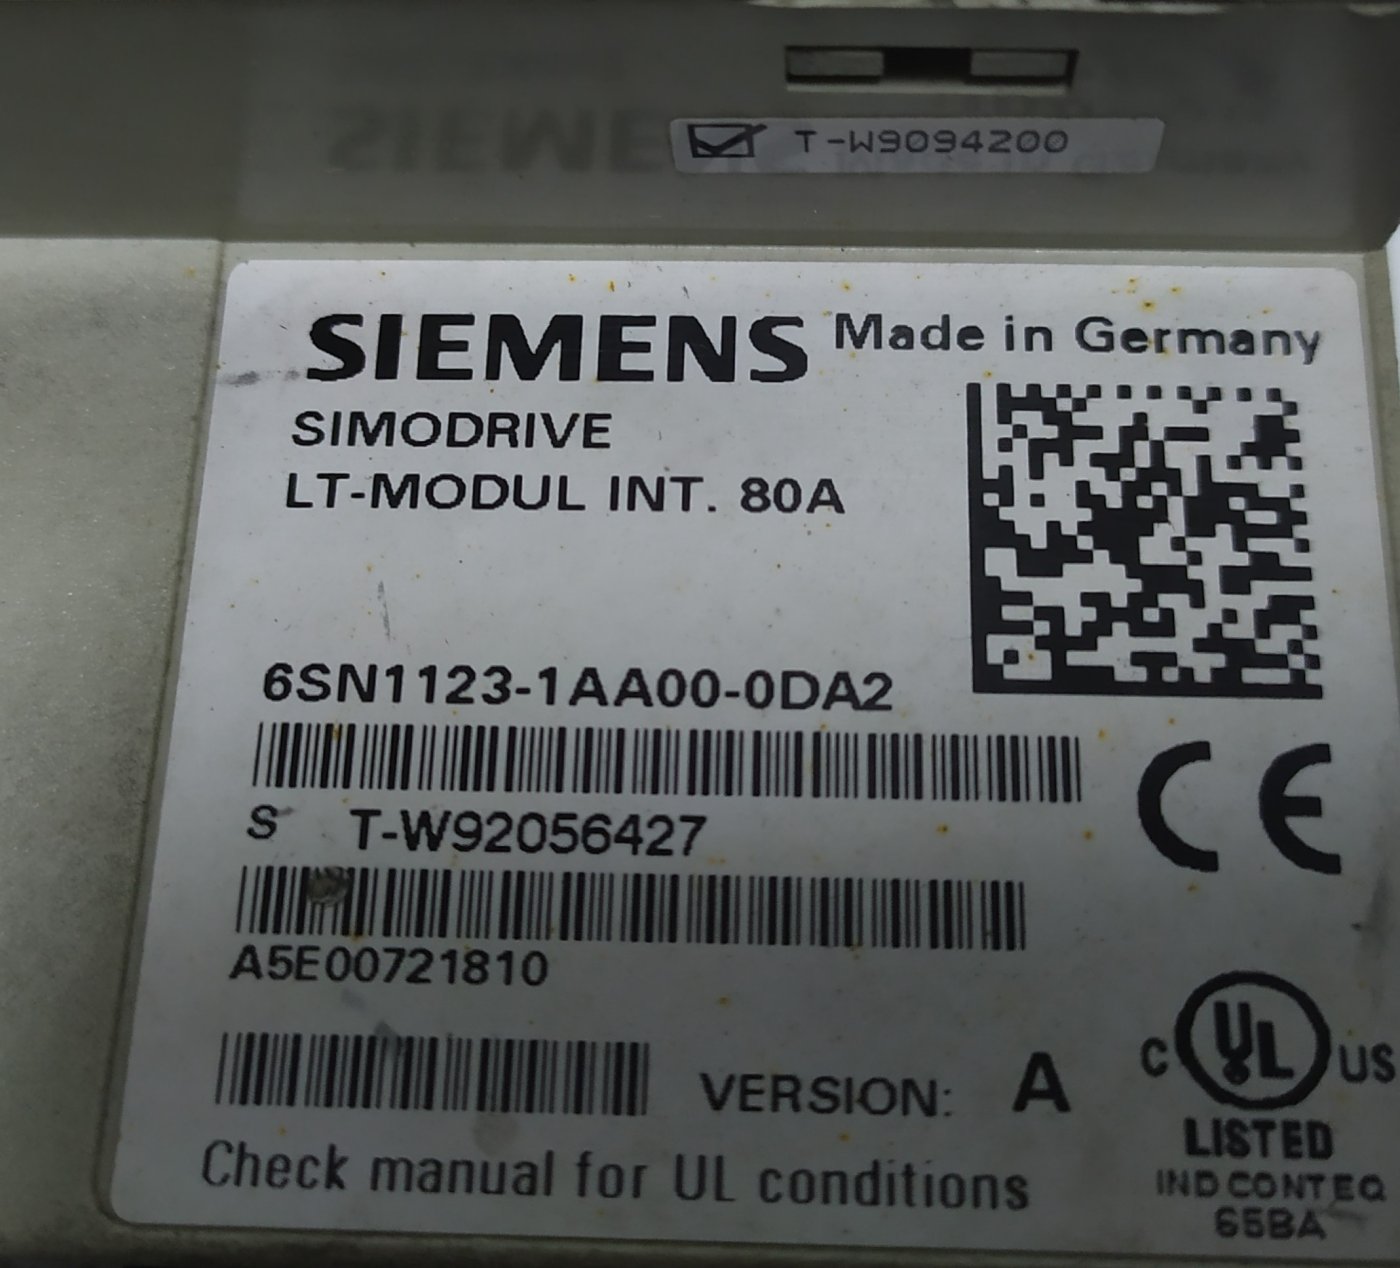 T-W9094200
SIEMENS Made in Germany
SIMODRIVE
LT-MODUL INT. 80A
6SN1123-1AA00-0DA2
S T-W92056427
A5E00721810
VERSION: A
CE
C UL US
LISTED
IND CONT EQ
65BA
Check manual for UL conditions